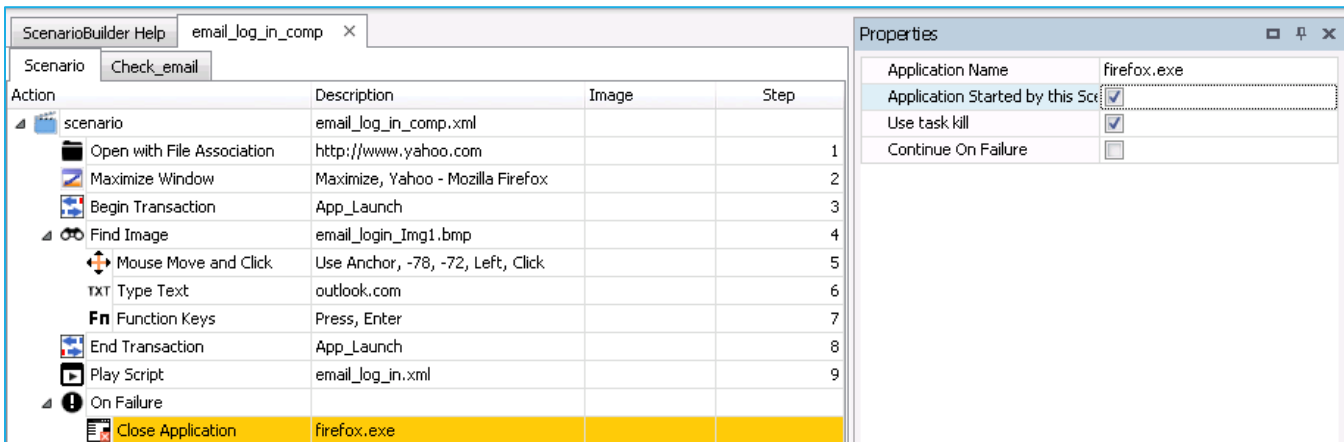 ScenarioBuilder Help email_log_in_comp
Scenario Check_email
Action Description Image Step
scenario email_log_in_comp.xml
Open with File Association http://www.yahoo.com 1
Maximize Window Maximize, Yahoo - Mozilla Firefox 2
Begin Transaction App_Launch 3
Find Image email_login_Img1.bmp 4
Mouse Move and Click Use Anchor, -78, -72, Left, Click 5
TXT Type Text outlook.com 6
Fn Function Keys Press, Enter 7
End Transaction App_Launch 8
Play Script email_log_in.xml 9
On Failure
Close Application firefox.exe
Properties
Application Name firefox.exe
Application Started by this Sce
Use task kill
Continue On Failure